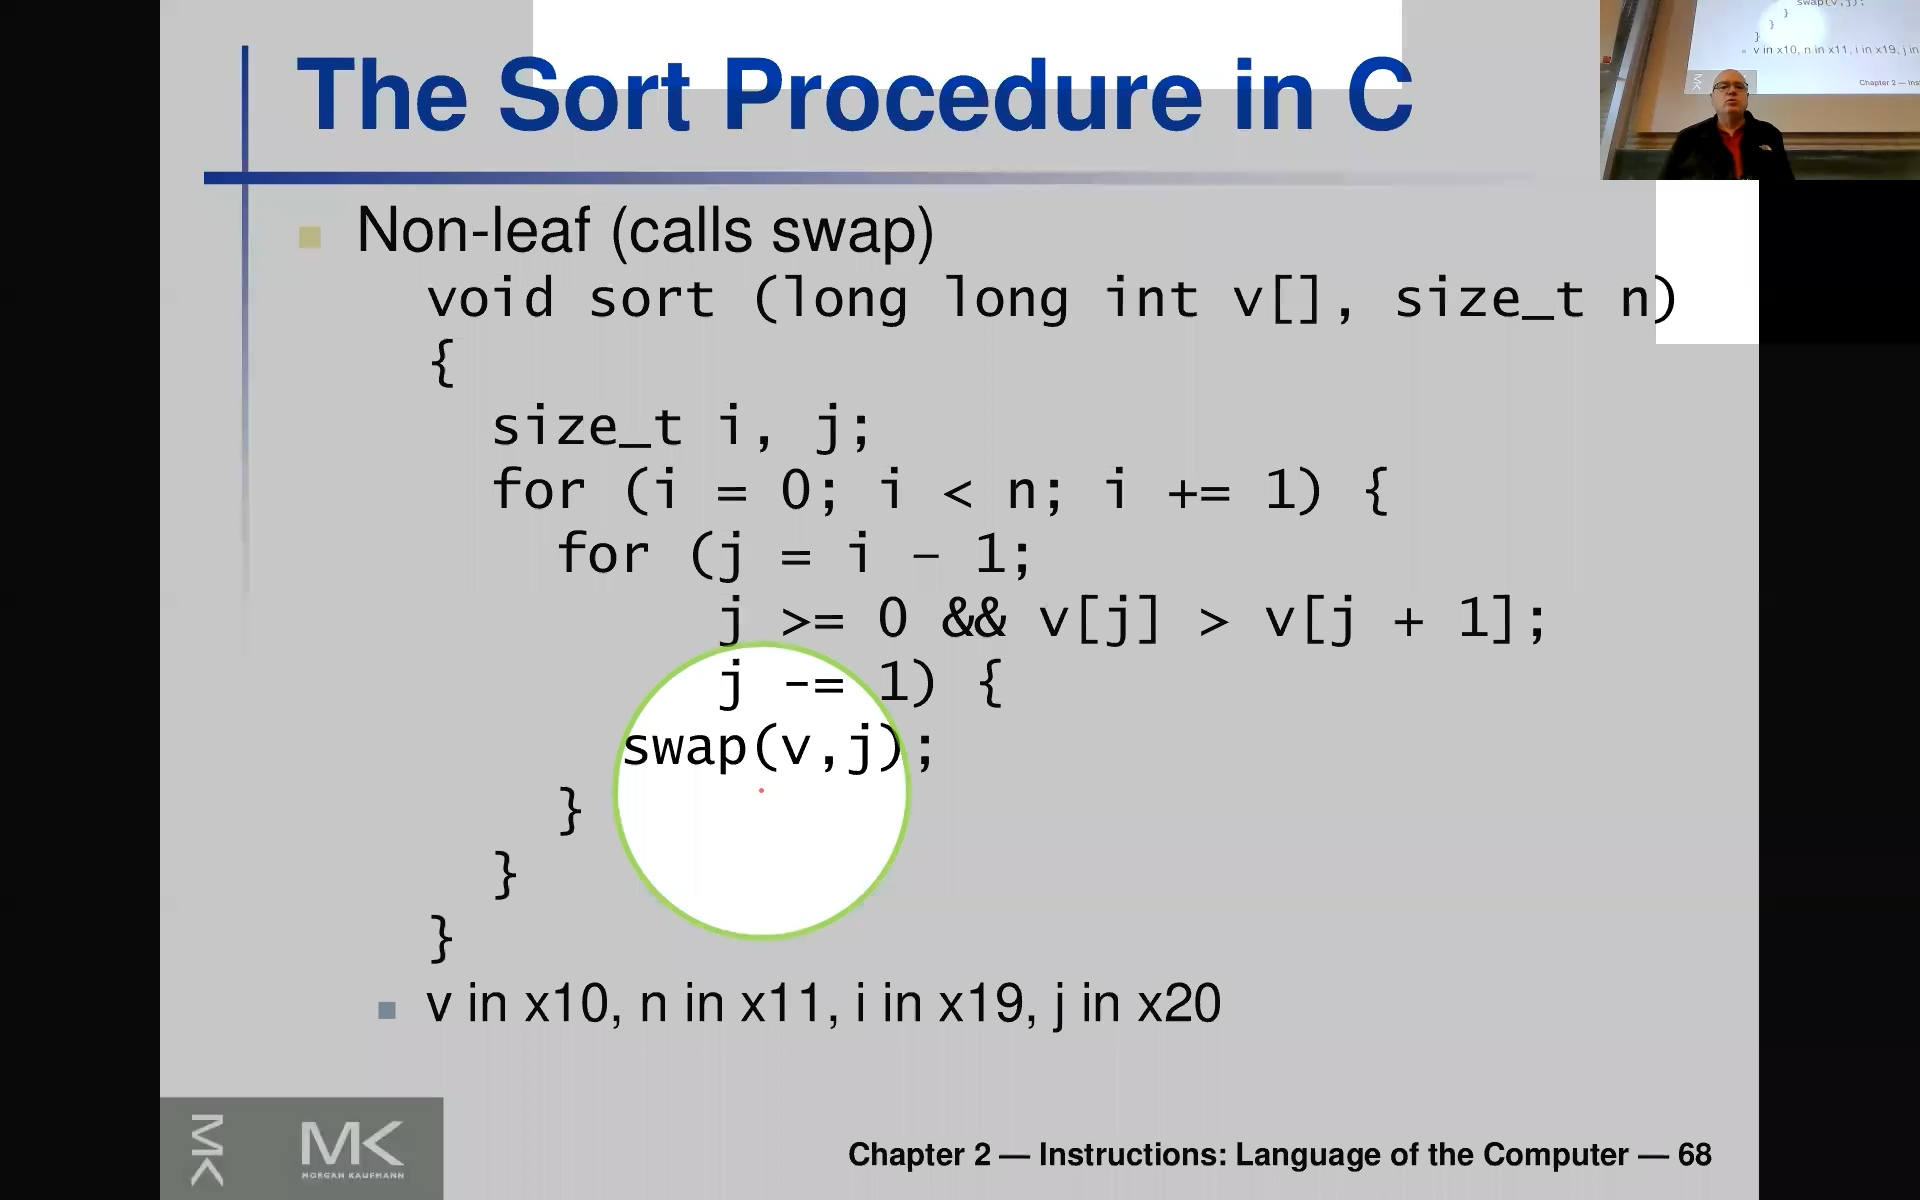 The Sort Procedure in C
Non-leaf (calls swap)
void sort (long long int v[], size_t n)
{
size_t i, j;
for (i = 0; i < n; i += 1) {
for (j = i – 1;
j >= 0 && v[j] > v[j + 1];
j -= 1) {
swap(v,j);
}
}
}
v in x10, n in x11, i in x19, j in x20
MK
MK
MORGAN KAUFMANN
Chapter 2 — Instructions: Language of the Computer — 68
swap(v,j);
}
}
}
v in x10, n in x11, i in x19, j in
Chapter 2 — Ins